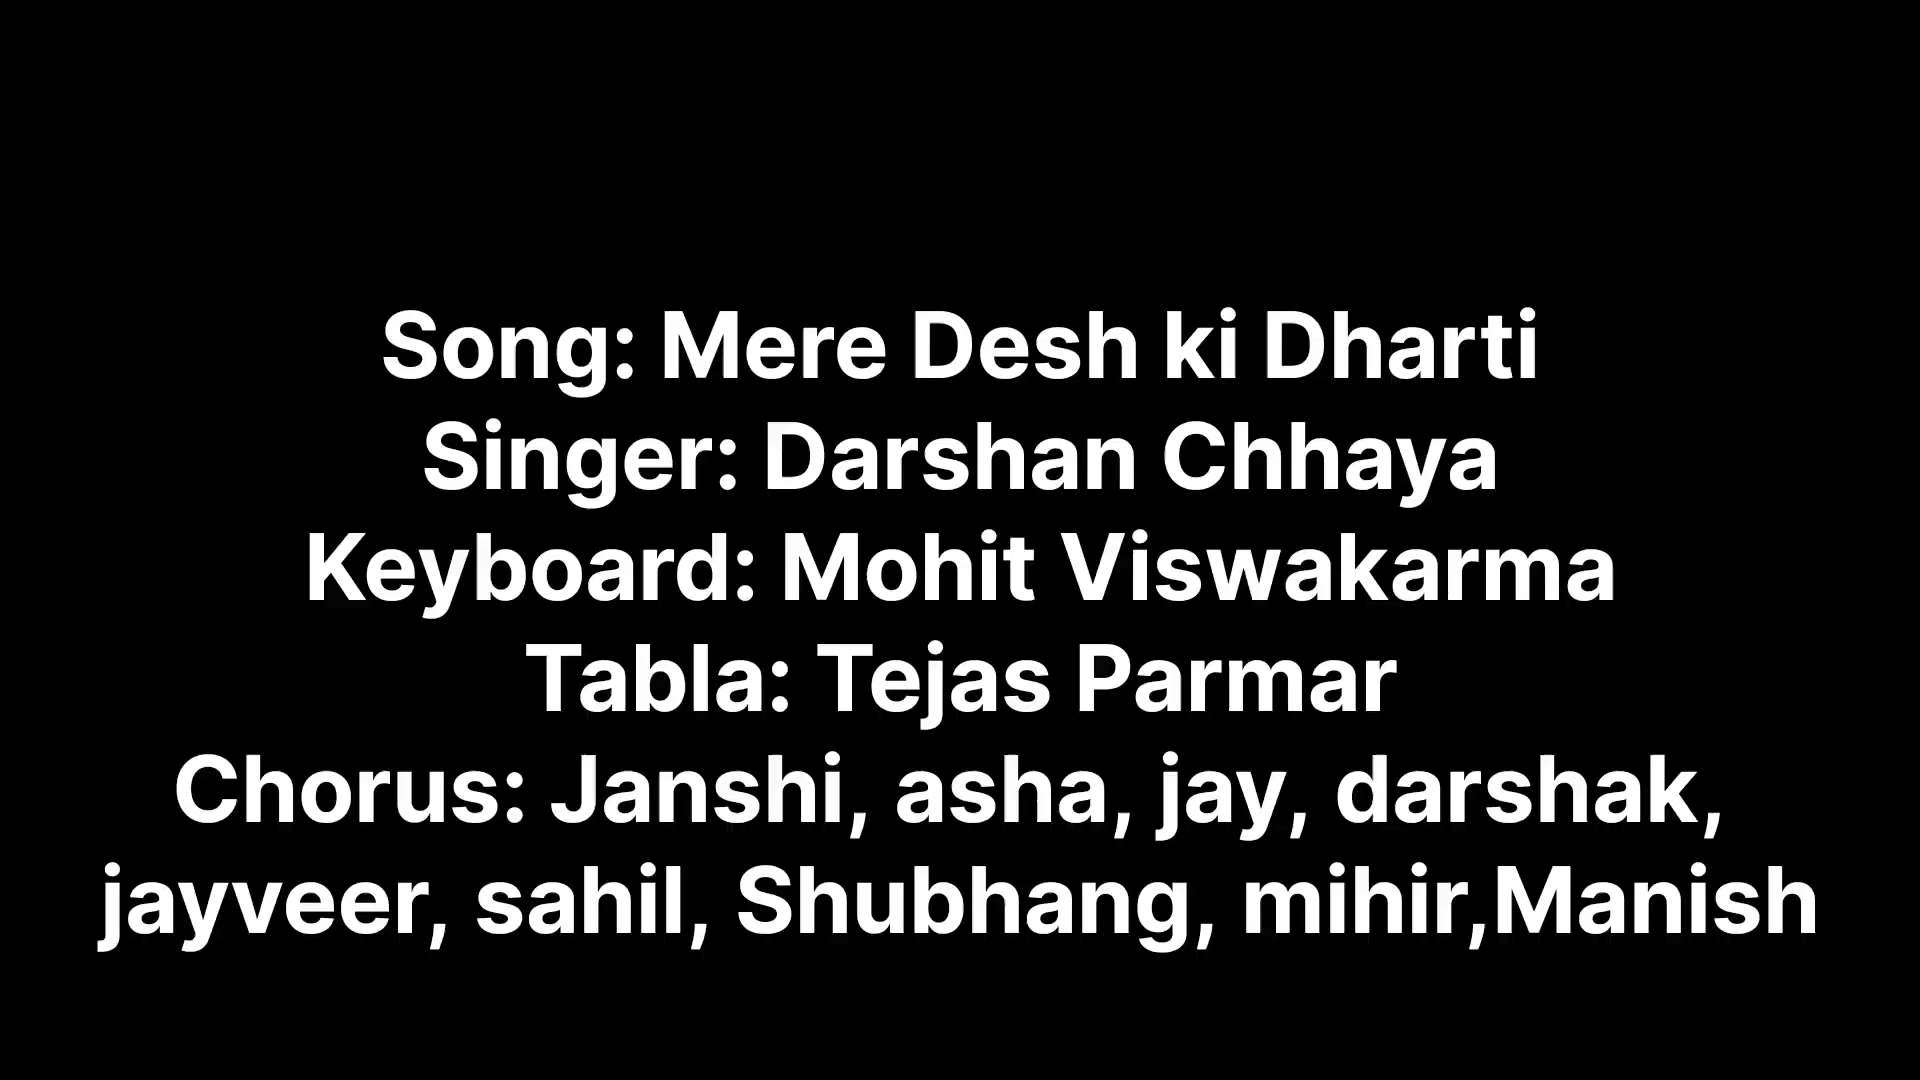 Song: Mere Desh ki Dharti
Singer: Darshan Chhaya
Keyboard: Mohit Viswakarma
Tabla: Tejas Parmar
Chorus: Janshi, asha, jay, darshak,
jayveer, sahil, Shubhang, mihir,Manish